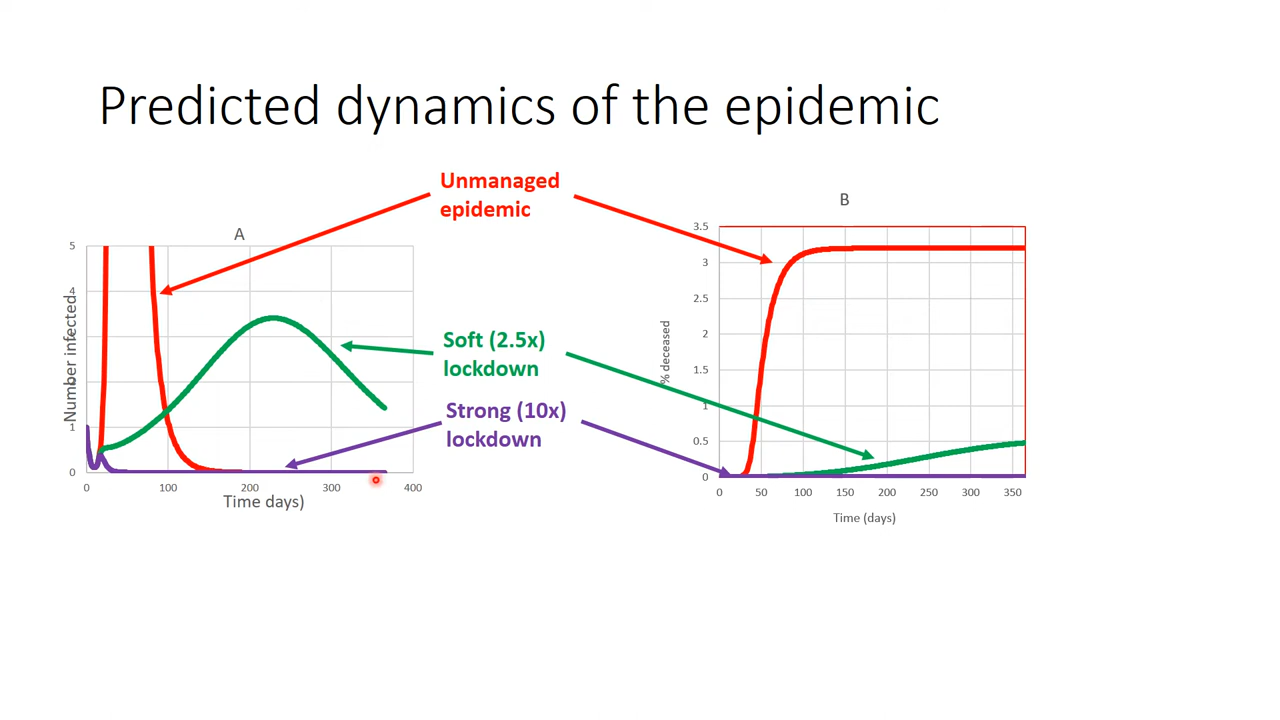 Predicted dynamics of the epidemic
Unmanaged
epidemic
A
5
4
3
2
1
0
Number infected
0 100 200 300 400
Time days)
Soft (2.5x)
lockdown
Strong (10x)
lockdown
B
3.5
3
2.5
2
1.5
1
0.5
0
% deceased
0 50 100 150 200 250 300 350
Time (days)